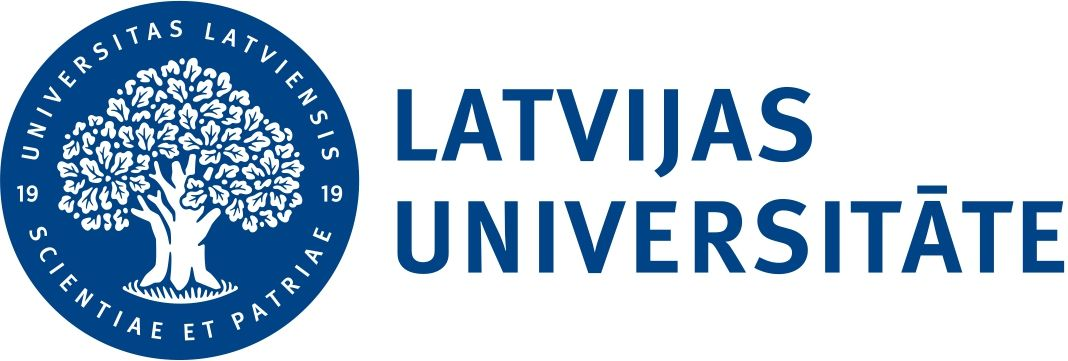 UNIVERSITAS LATVIENSIS
19 19
SCIENTIAE ET PATRIAE
LATVIJAS
UNIVERSITĀTE